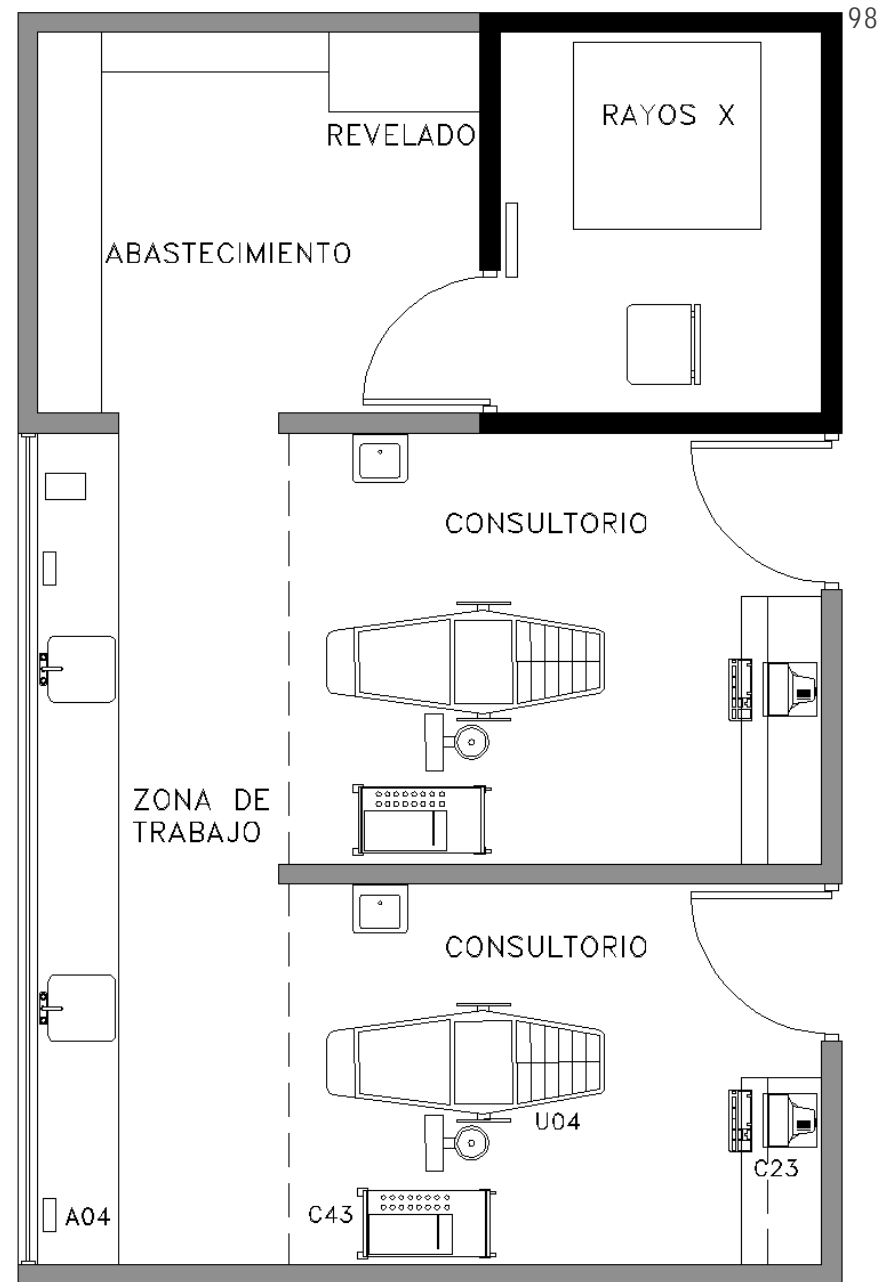 98
RAYOS X
REVELADO
ABASTECIMIENTO
CONSULTORIO
ZONA DE
TRABAJO
CONSULTORIO
U04
C23
A04
C43